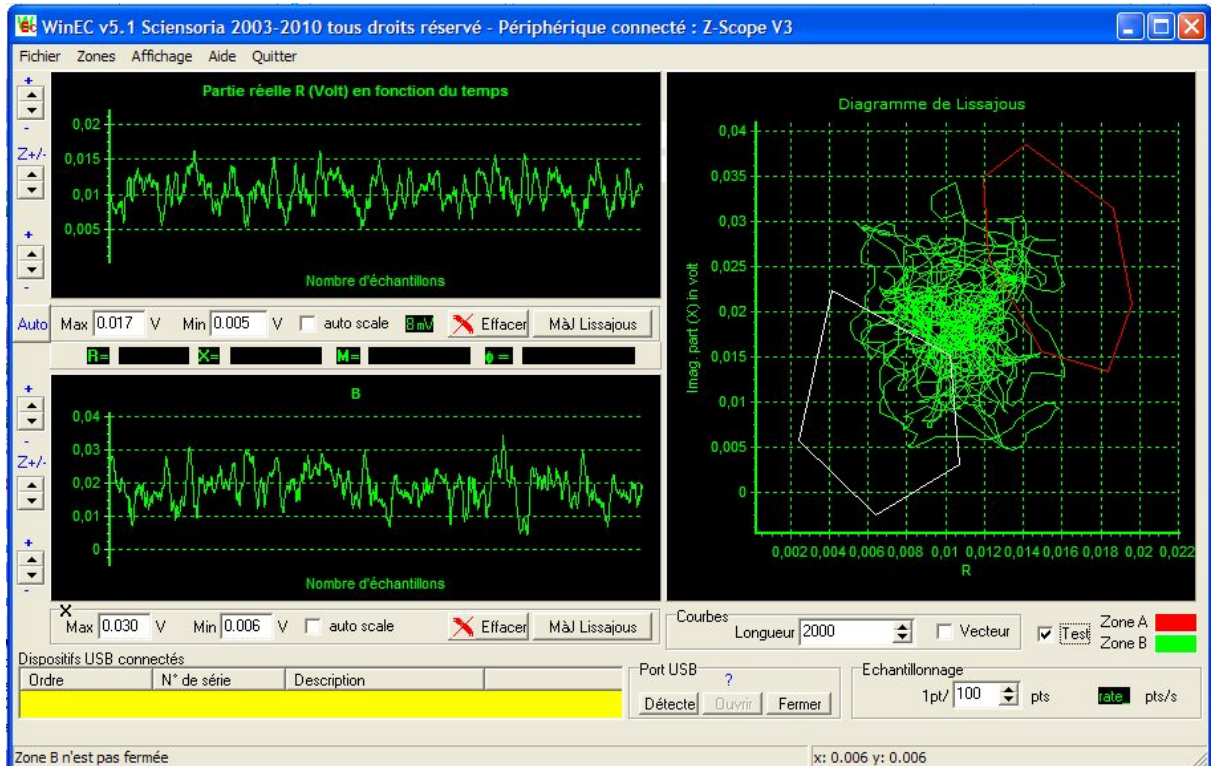 WinEC v5.1 Sciensoria 2003-2010 tous droits réservé - Périphérique connecté : Z-Scope V3
Fichier Zones Affichage Aide Quitter
+
-
Z+/-
+
-
Partie réelle R (Volt) en fonction du temps
0,02
0,015
0,01
0,005
Nombre d'échantillons
Auto
Max 0.017 V Min 0.005 V auto scale 8mV Effacer MàJ Lissajous
R= X= M= ϕ=
+
-
Z+/-
+
-
B
0,04
0,03
0,02
0,01
0
Nombre d'échantillons
X
Max 0.030 V Min 0.006 V auto scale Effacer MàJ Lissajous
Diagramme de Lissajous
Imag. part (X) in volt
0,04
0,035
0,03
0,025
0,02
0,015
0,01
0,005
0
0,002 0,004 0,006 0,008 0,01 0,012 0,014 0,016 0,018 0,02 0,022
R
Courbes
Longueur 2000 Vecteur Test
Zone A
Zone B
Dispositifs USB connectés
Ordre N° de série Description
Port USB
?
Détecte Ouvrir Fermer
Echantillonnage
1pt/ 100 pts rate_ pts/s
Zone B n'est pas fermée
x: 0.006 y: 0.006